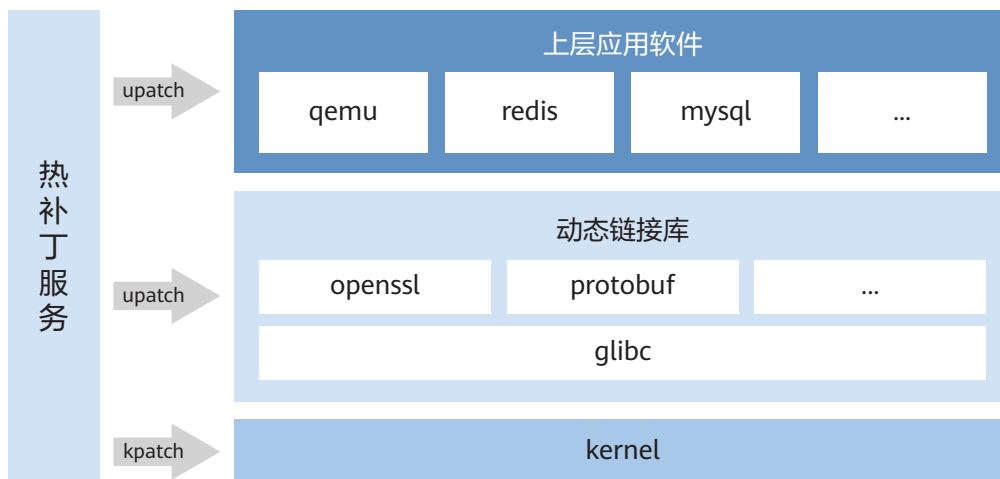 热补丁服务
upatch
上层应用软件
qemu
redis
mysql
...
upatch
动态链接库
openssl
protobuf
...
glibc
kpatch
kernel